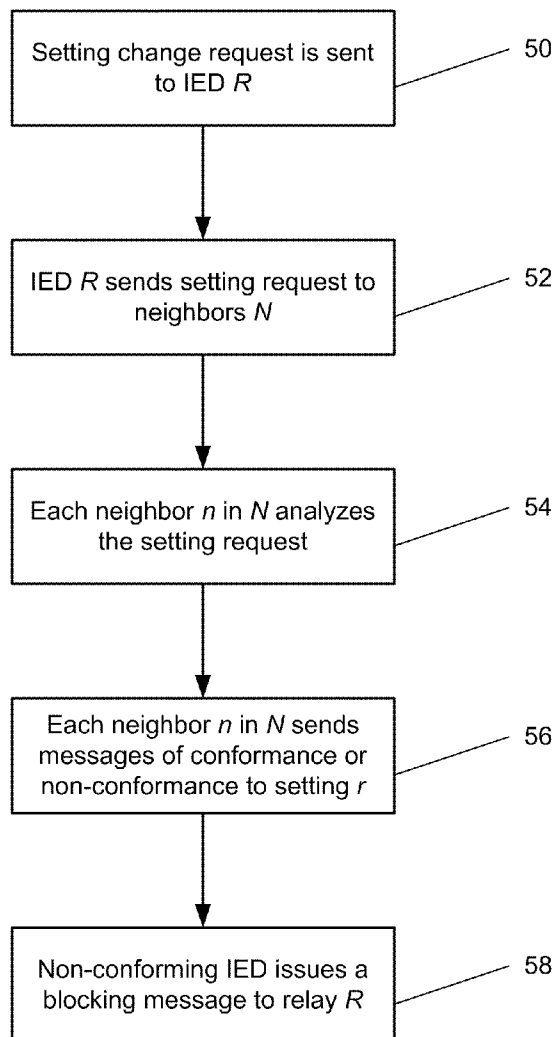 Setting change request is sent
to IED R
50
IED R sends setting request to
neighbors N
52
Each neighbor n in N analyzes
the setting request
54
Each neighbor n in N sends
messages of conformance or
non-conformance to setting r
56
Non-conforming IED issues a
blocking message to relay R
58